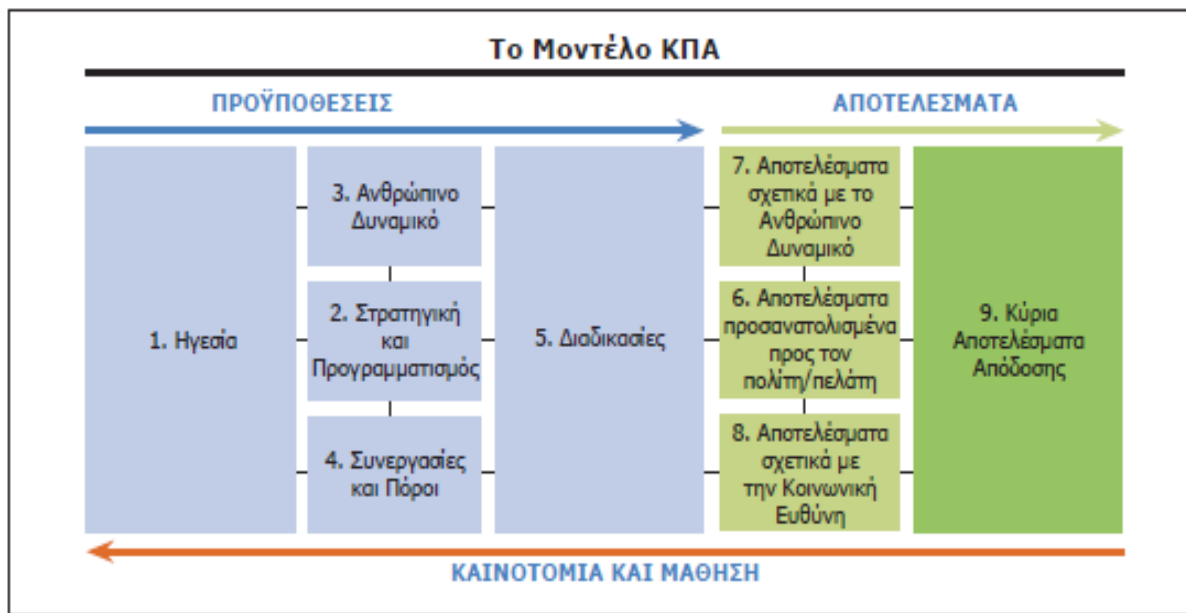 Το Μοντέλο ΚΠΑ
ΠΡΟΫΠΟΘΕΣΕΙΣ
ΑΠΟΤΕΛΕΣΜΑΤΑ
1. Ηγεσία
3. Ανθρώπινο
Δυναμικό
2. Στρατηγική
και
Προγραμματισμός
4. Συνεργασίες
και Πόροι
5. Διαδικασίες
7. Αποτελέσματα
σχετικά με το
Ανθρώπινο
Δυναμικό
6. Αποτελέσματα
προσανατολισμένα
προς τον
πολίτη/πελάτη
8. Αποτελέσματα
σχετικά με
την Κοινωνική
Ευθύνη
9. Κύρια
Αποτελέσματα
Απόδοσης
ΚΑΙΝΟΤΟΜΙΑ ΚΑΙ ΜΑΘΗΣΗ